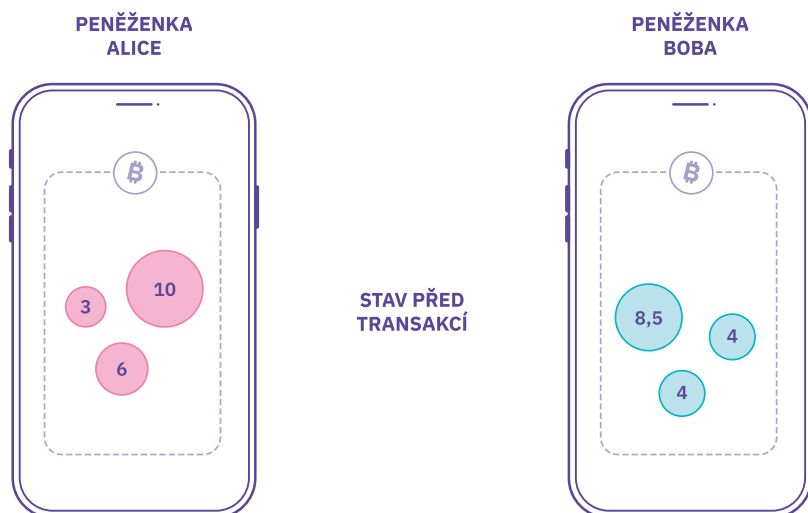 PENĚŽENKA
ALICE
PENĚŽENKA
BOBA
3
10
6
STAV PŘED
TRANSAKCÍ
8,5
4
4